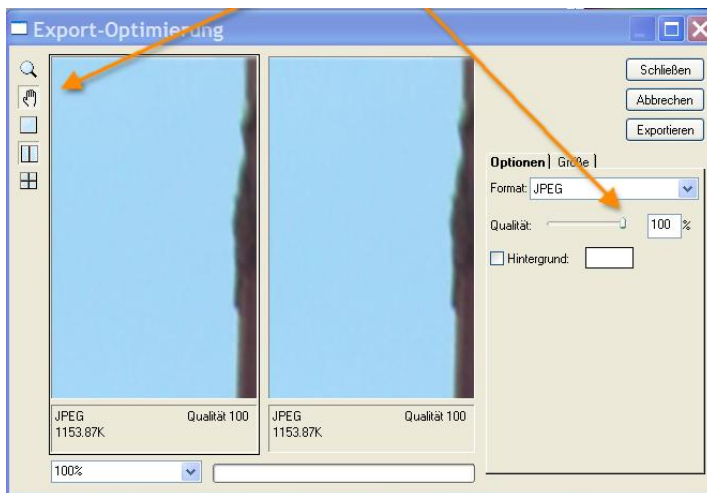 Export-Optimierung
Schließen
Abbrechen
Exportieren
Optionen
Größe
Format: JPEG
Qualität: 100 %
Hintergrund:
JPEG Qualität 100
1153.87K
JPEG Qualität 100
1153.87K
100%